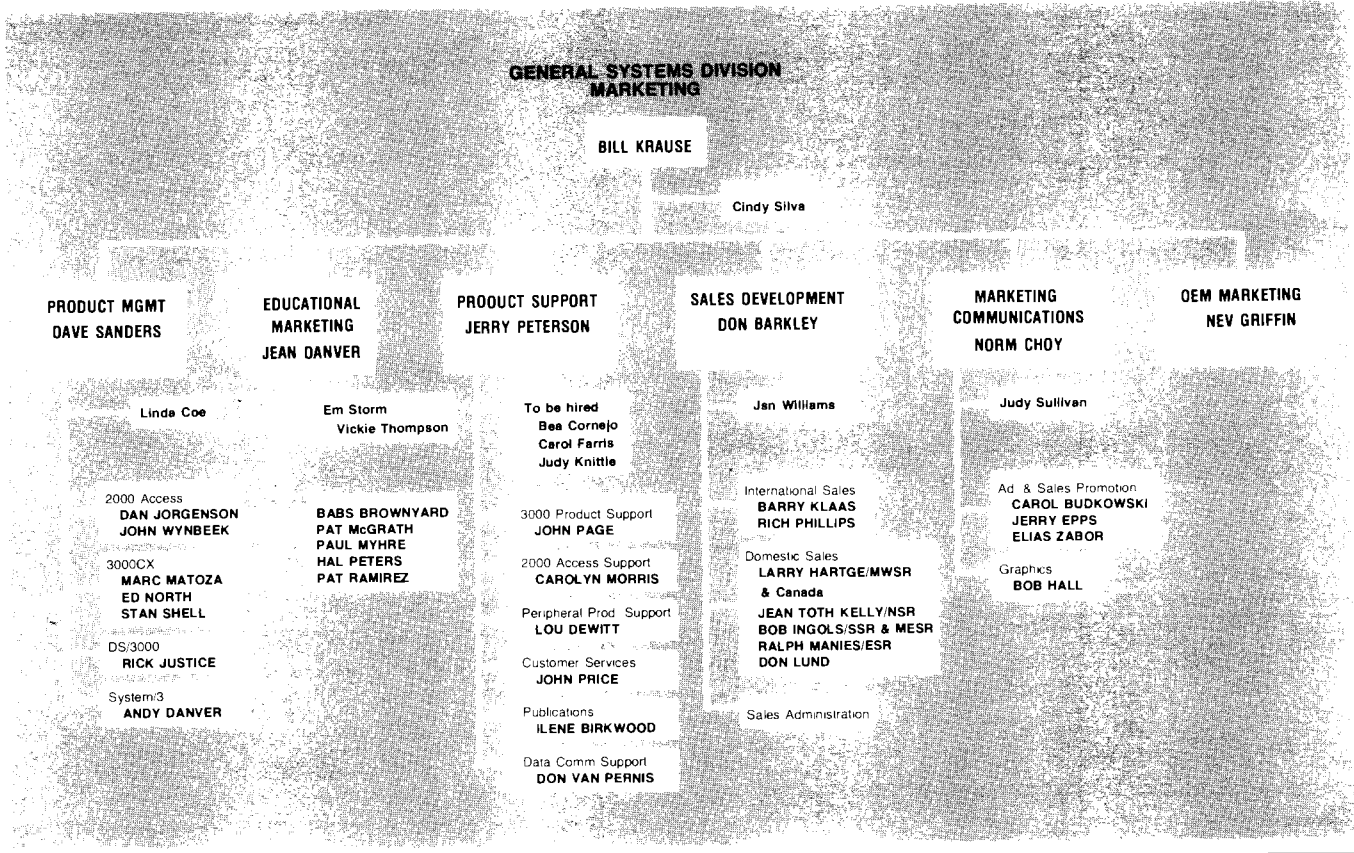 GENERAL SYSTEMS DIVISION
MARKETING
BILL KRAUSE
Cindy Silva
PRODUCT MGMT
DAVE SANDERS
Linda Coe
2000 Access
DAN JORGENSON
JOHN WYNBEEK
3000CX
MARC MATOZA
ED NORTH
STAN SHELL
DS/3000
RICK JUSTICE
System/3
ANDY DANVER
EDUCATIONAL
MARKETING
JEAN DANVER
Em Storm
Vickie Thompson
BABS BROWNYARD
PAT McGRATH
PAUL MYHRE
HAL PETERS
PAT RAMIREZ
PROOUCT SUPPORT
JERRY PETERSON
To be hired
Bea Cornejo
Carol Farris
Judy Knittle
3000 Product Support
JOHN PAGE
2000 Access Support
CAROLYN MORRIS
Peripheral Prod Support
LOU DEWITT
Customer Services
JOHN PRICE
Publications
ILENE BIRKWOOD
Data Comm Support
DON VAN PERNIS
SALES DEVELOPMENT
DON BARKLEY
Jan Williams
International Sales
BARRY KLAAS
RICH PHILLIPS
Domestic Sales
LARRY HARTGE/MWSR
& Canada
JEAN TOTH KELLY/NSR
BOB INGOLS/SSR & MESR
RALPH MANIES/ESR
DON LUND
Sales Administration
MARKETING
COMMUNICATIONS
NORM CHOY
Judy Sullivan
Ad & Sales Promotion
CAROL BUDKOWSKI
JERRY EPPS
ELIAS ZABOR
Graphics
BOB HALL
OEM MARKETING
NEV GRIFFIN